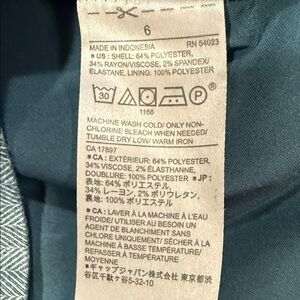 6
MADE IN INDONESIA RN 54023
■ US : SHELL: 64% POLYESTER,
34% RAYON/VISCOSE, 2% SPANDEX/
ELASTANE, LINING: 100% POLYESTER
30 P
1166
MACHINE WASH COLD/ ONLY NON-
CHLORINE BLEACH WHEN NEEDED/
TUMBLE DRY LOW/ WARM IRON
CA 17897
■ CA : EXTÉRIEUR: 64% POLYESTER,
34% VISCOSE, 2% ÉLASTHANNE,
DOUBLURE: 100% POLYESTER ■ JP :
表地: 64% ポリエステル,
34% レーヨン, 2% ポリウレタン,
裏地: 100% ポリエステル
■ CA : LAVER À LA MACHINE À L'EAU
FROIDE/ UTILISER AU BESOIN UN
AGENT DE BLANCHIMENT SANS
CHLORE UNIQUEMENT/ SÉCHER À LA
MACHINE À BASSE TEMPÉRATURE/
REPASSER À TEMPÉRATURE
MOYENNE
■ギャップジャパン株式会社 東京都渋
谷区千駄ヶ谷5-32-10